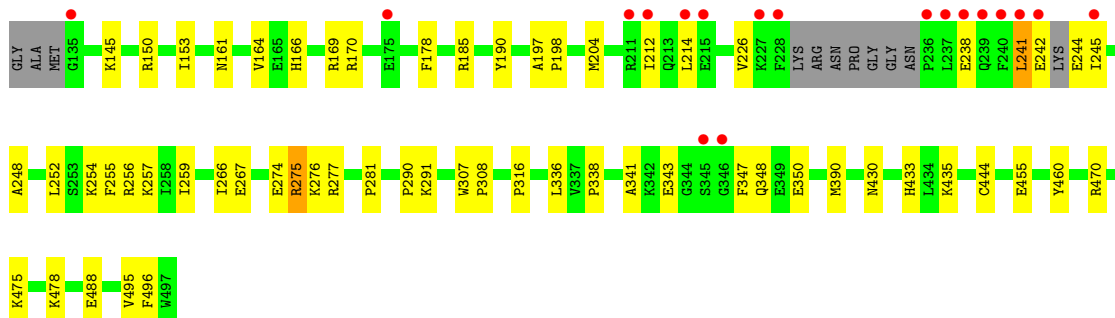 GLY ALA MET G135 K145 R150 I153 N161 V164 E165 H166 R169 R170 E175 F178 R185 Y190 A197 P198 M204 R211 I212 Q213 L214 E215 V226 K227 F228 LYS ARG ASN PRO GLY GLY ASN P236 L237 E238 Q239 F240 L241 E242 LYS E244 I245
A248 L252 S253 K254 F255 R256 K257 I258 I259 I266 E267 E274 R275 K276 R277 P281 P290 K291 W307 P308 P316 L336 V337 P338 A341 K342 E343 G344 S345 G346 F347 Q348 E349 E350 M390 N430 H433 L434 K435 C444 E455 Y460 R470
K475 K478 E488 V495 F496 W497